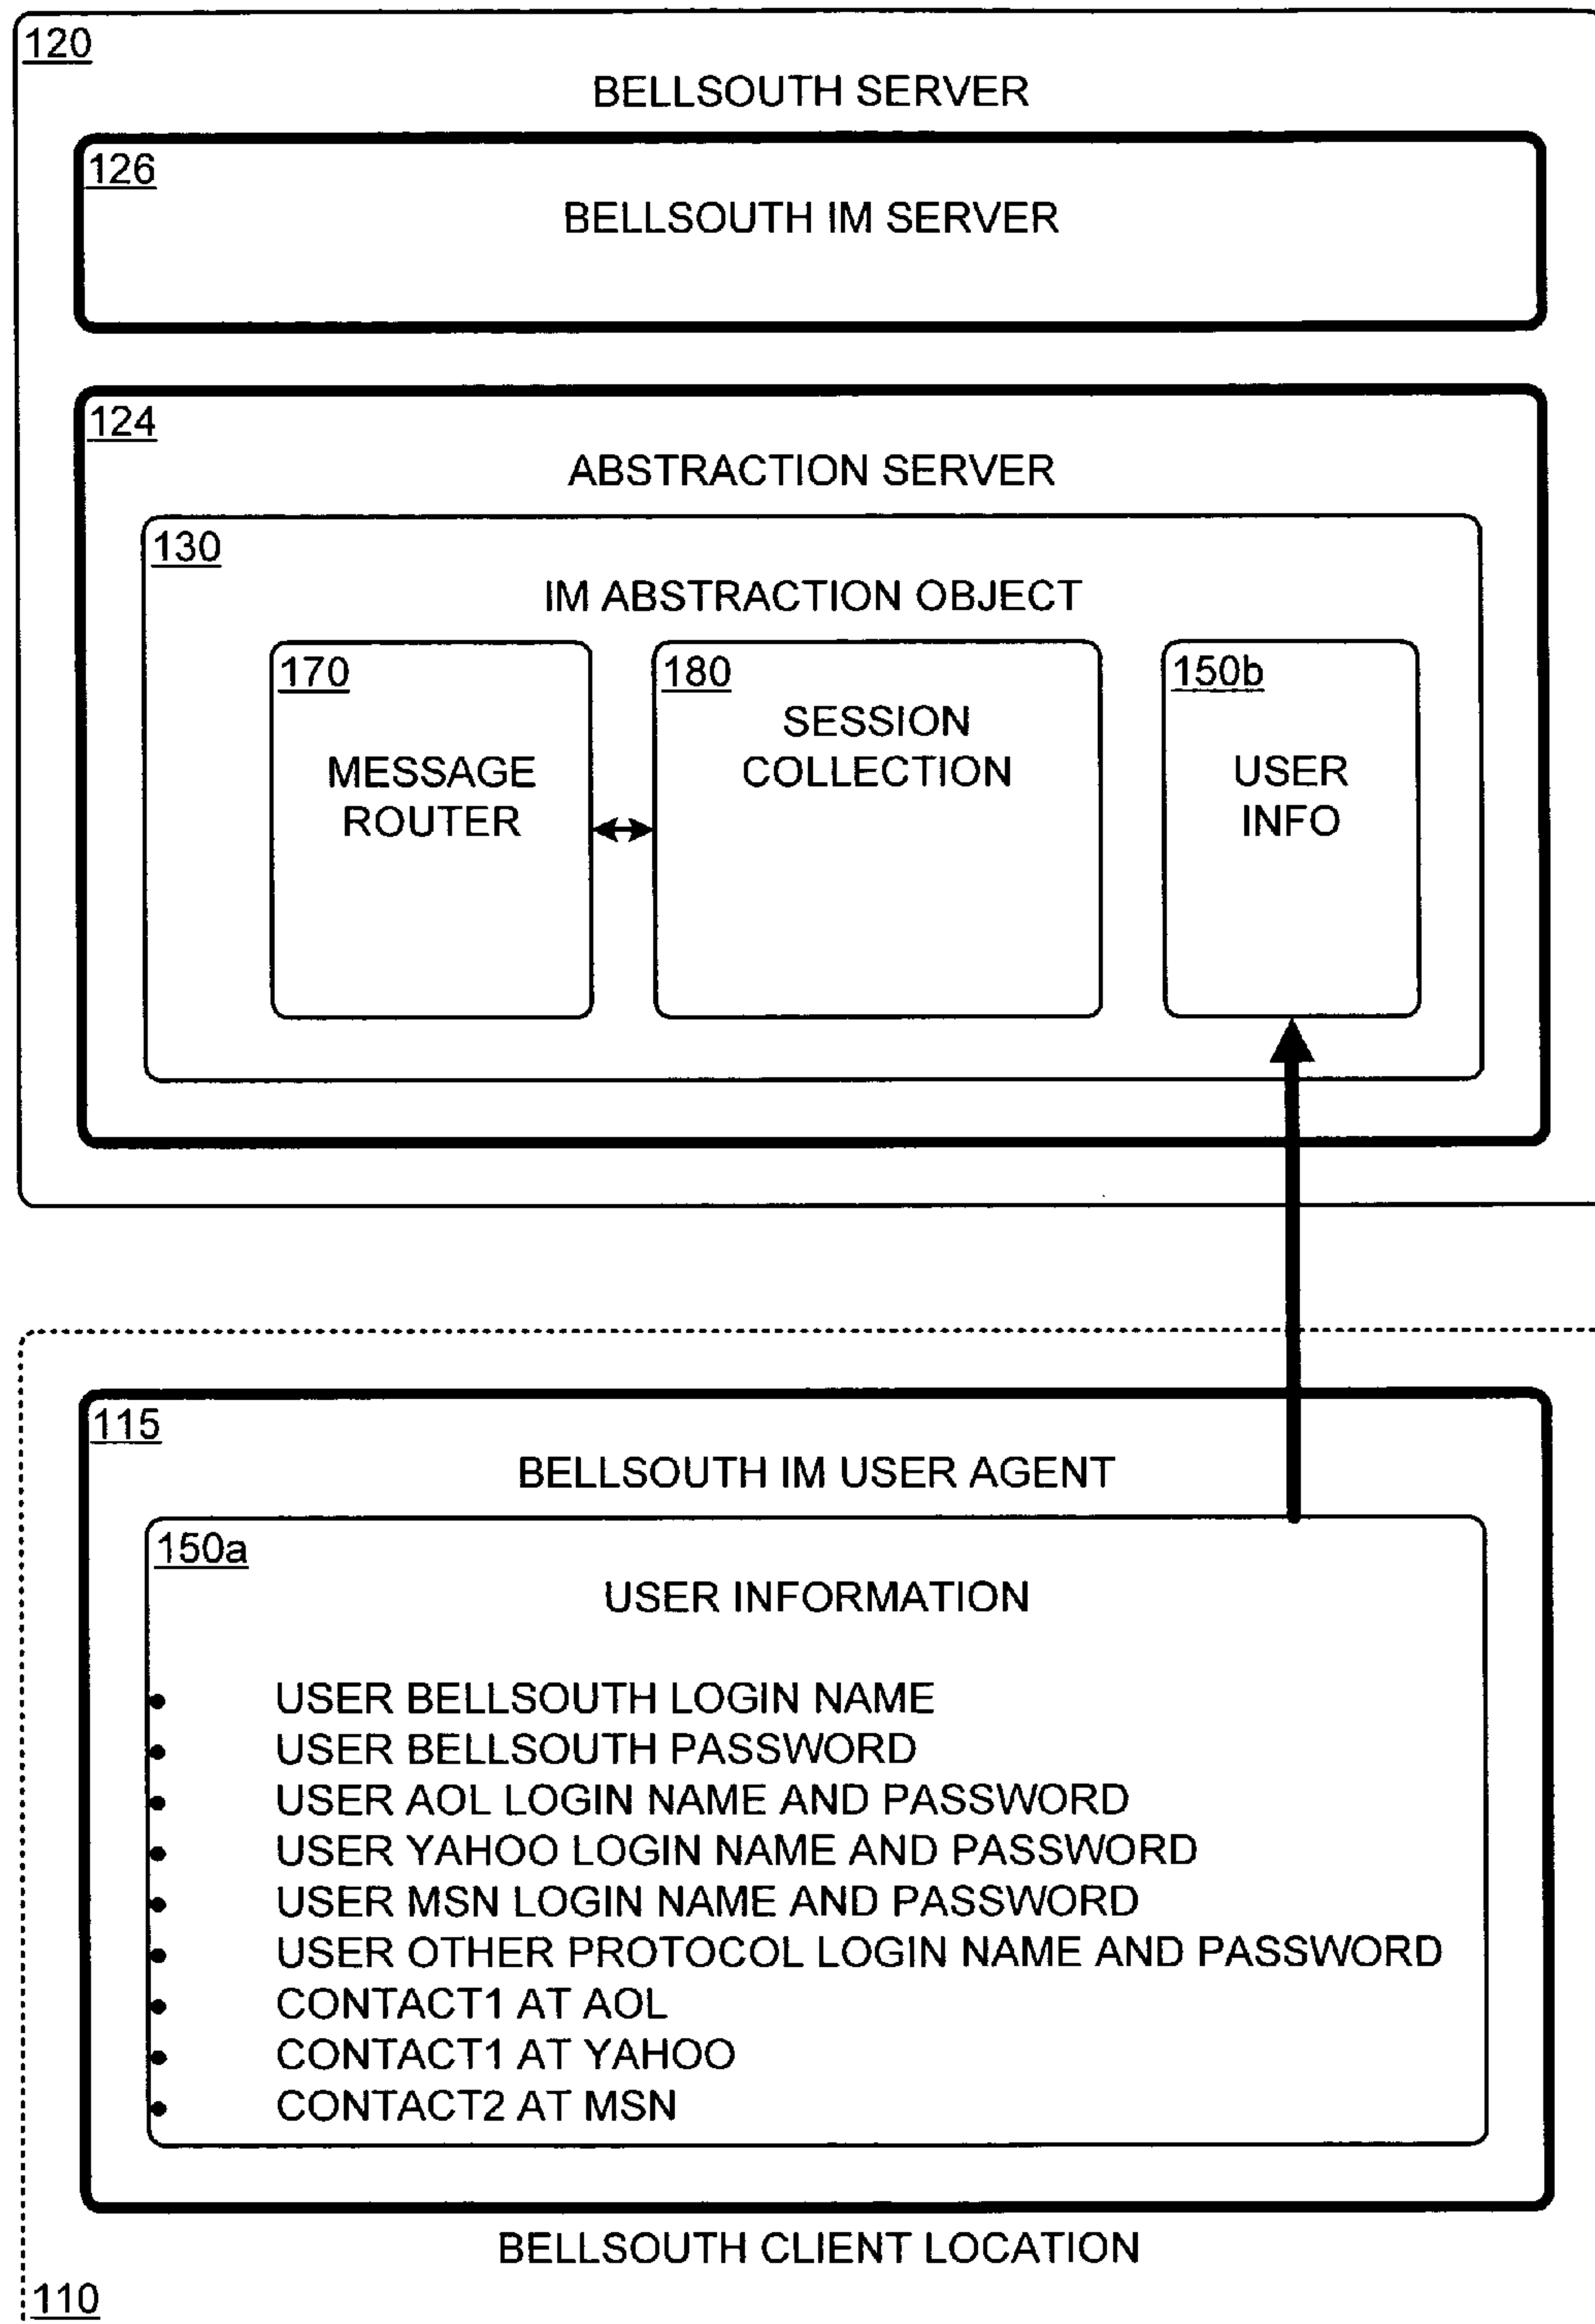 120
BELLSOUTH SERVER
126
BELLSOUTH IM SERVER
124
ABSTRACTION SERVER
130
IM ABSTRACTION OBJECT
170
MESSAGE
ROUTER
180
SESSION
COLLECTION
150b
USER
INFO
115
BELLSOUTH IM USER AGENT
150a
USER INFORMATION
• USER BELLSOUTH LOGIN NAME
• USER BELLSOUTH PASSWORD
• USER AOL LOGIN NAME AND PASSWORD
• USER YAHOO LOGIN NAME AND PASSWORD
• USER MSN LOGIN NAME AND PASSWORD
• USER OTHER PROTOCOL LOGIN NAME AND PASSWORD
• CONTACT1 AT AOL
• CONTACT1 AT YAHOO
• CONTACT2 AT MSN
BELLSOUTH CLIENT LOCATION
110